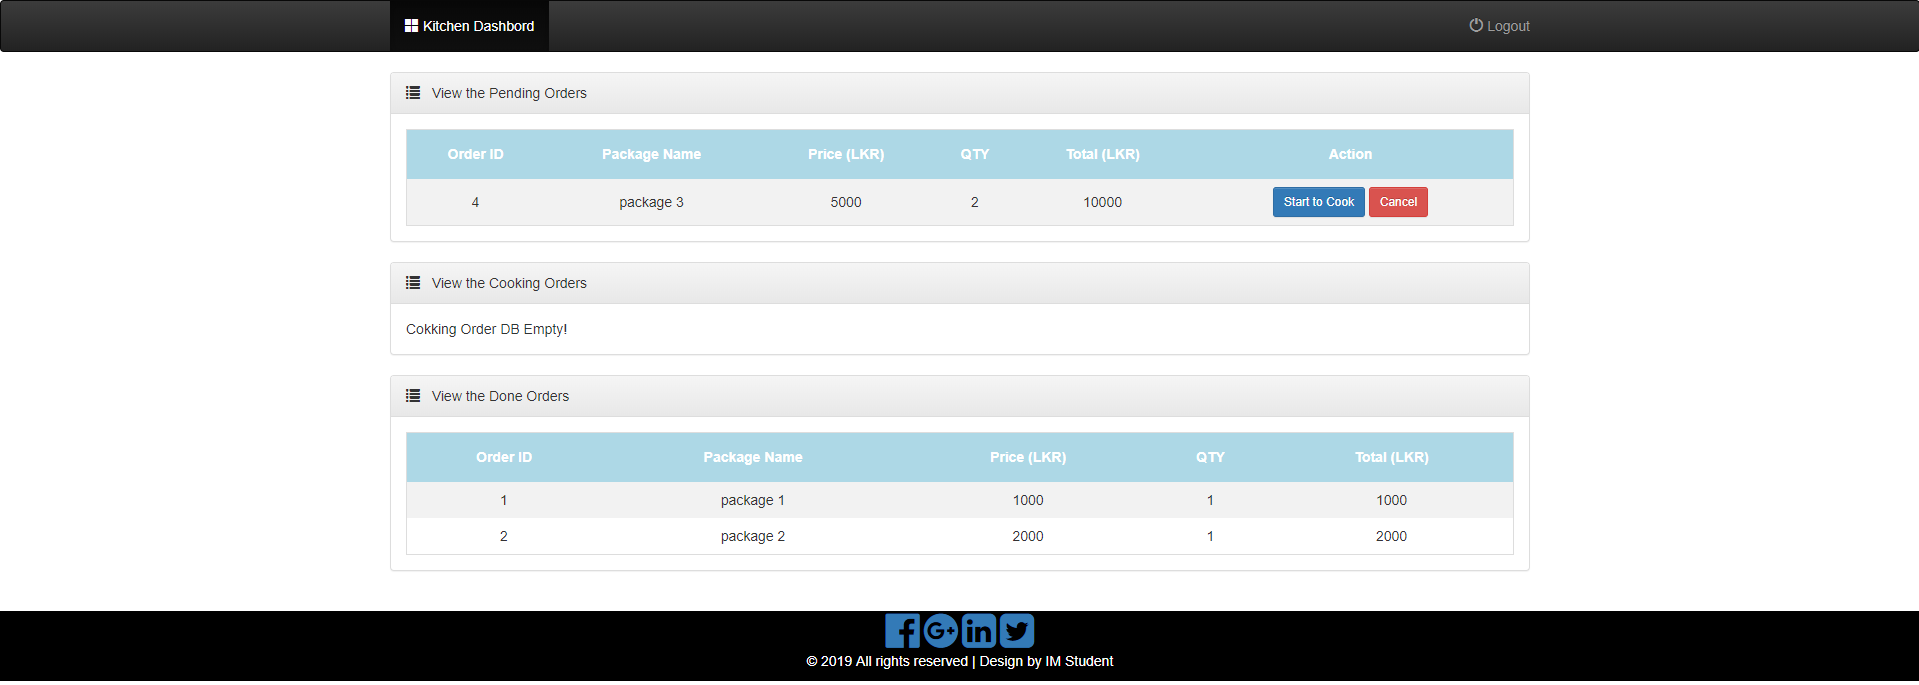 Kitchen Dashbord Logout
View the Pending Orders
Order ID Package Name Price (LKR) QTY Total (LKR) Action
4 package 3 5000 2 10000 Start to Cook Cancel
View the Cooking Orders
Cokking Order DB Empty!
View the Done Orders
Order ID Package Name Price (LKR) QTY Total (LKR)
1 package 1 1000 1 1000
2 package 2 2000 1 2000
© 2019 All rights reserved | Design by IM Student